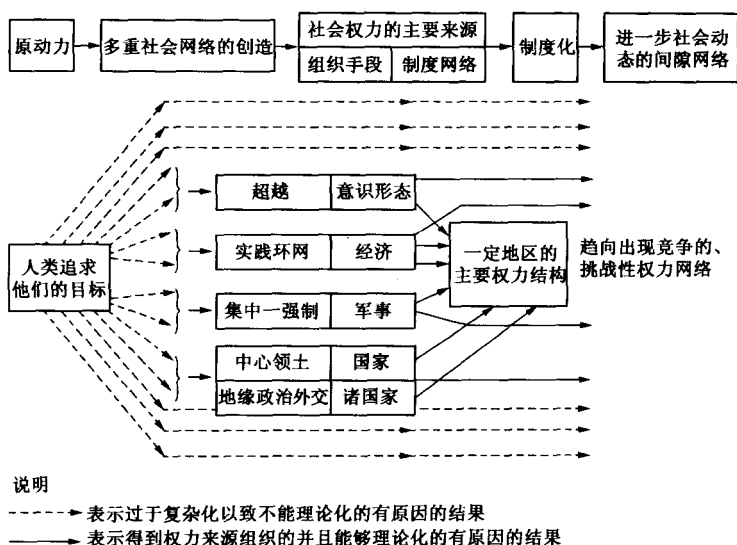 原动力
多重社会网络的创造
社会权力的主要来源
组织手段
制度网络
制度化
进一步社会动
态的间隙网络
超越
意识形态
实践环网
经济
人类追求
他们的目标
一定地区的
主要权力结构
趋向出现竞争的、
挑战性权力网络
集中一强制
军事
中心领土
国家
地缘政治外交
诸国家
说明
表示过于复杂化以致不能理论化的有原因的结果
表示得到权力来源组织的并且能够理论化的有原因的结果